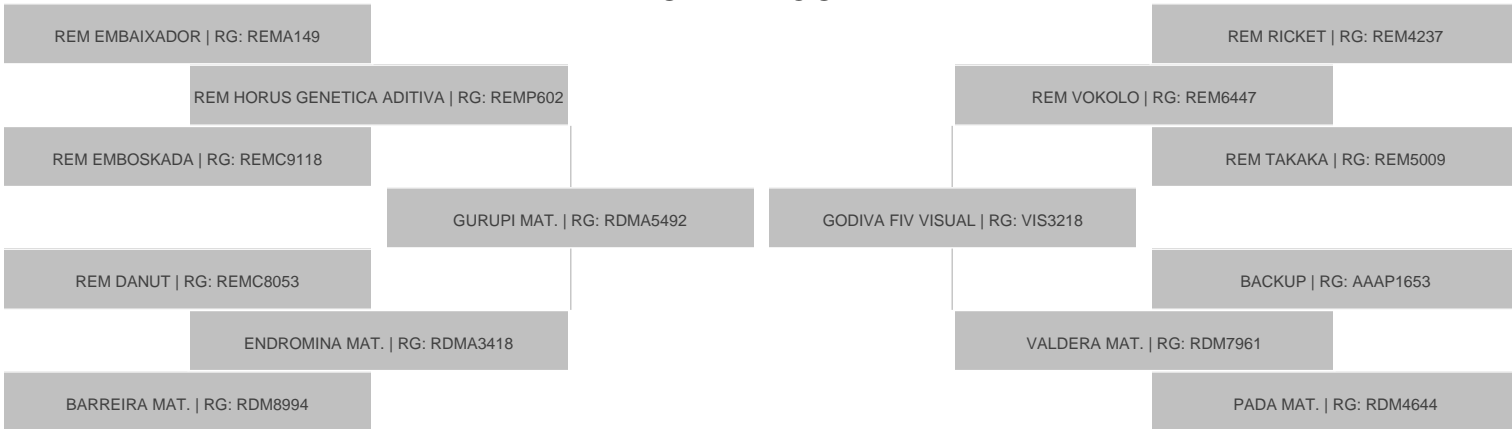 REM EMBAIXADOR | RG: REMA149
REM RICKET | RG: REM4237
REM HORUS GENETICA ADITIVA | RG: REMP602
REM VOKOLO | RG: REM6447
REM EMBOSKADA | RG: REMC9118
REM TAKAKA | RG: REM5009
GURUPI MAT. | RG: RDMA5492
GODIVA FIV VISUAL | RG: VIS3218
REM DANUT | RG: REMC8053
BACKUP | RG: AAAP1653
ENDROMINA MAT. | RG: RDMA3418
VALDERA MAT. | RG: RDM7961
BARREIRA MAT. | RG: RDM8994
PADA MAT. | RG: RDM4644